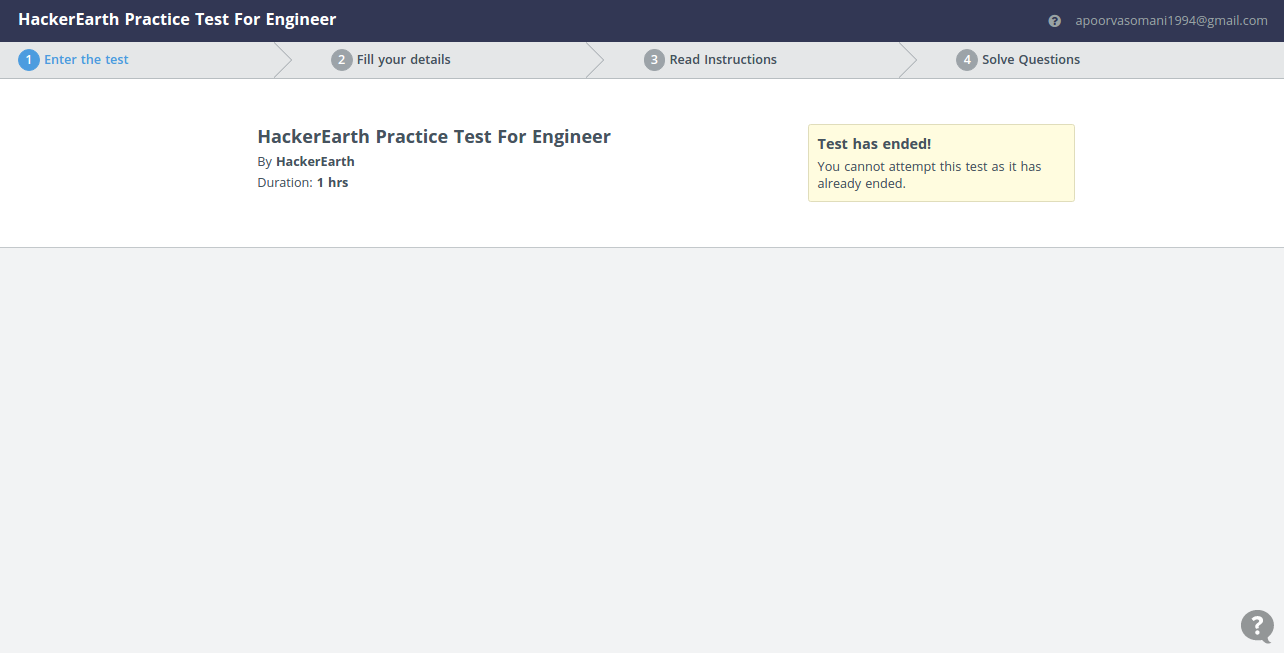 HackerEarth Practice Test For Engineer
? apoorvasomani1994@gmail.com
1 Enter the test
2 Fill your details
3 Read Instructions
4 Solve Questions
HackerEarth Practice Test For Engineer
By HackerEarth
Duration: 1 hrs
Test has ended!
You cannot attempt this test as it has
already ended.
?